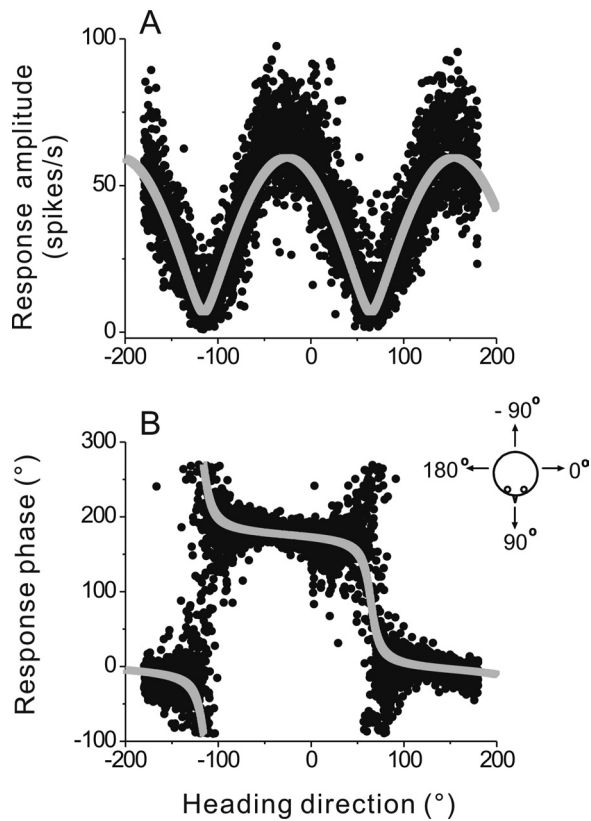 A
Response amplitude
(spikes/s)
100
50
0
-200 -100 0 100 200
B
Response phase (°)
300
200
100
0
-100
-200 -100 0 100 200
Heading direction (°)
- 90°
180° 0°
90°